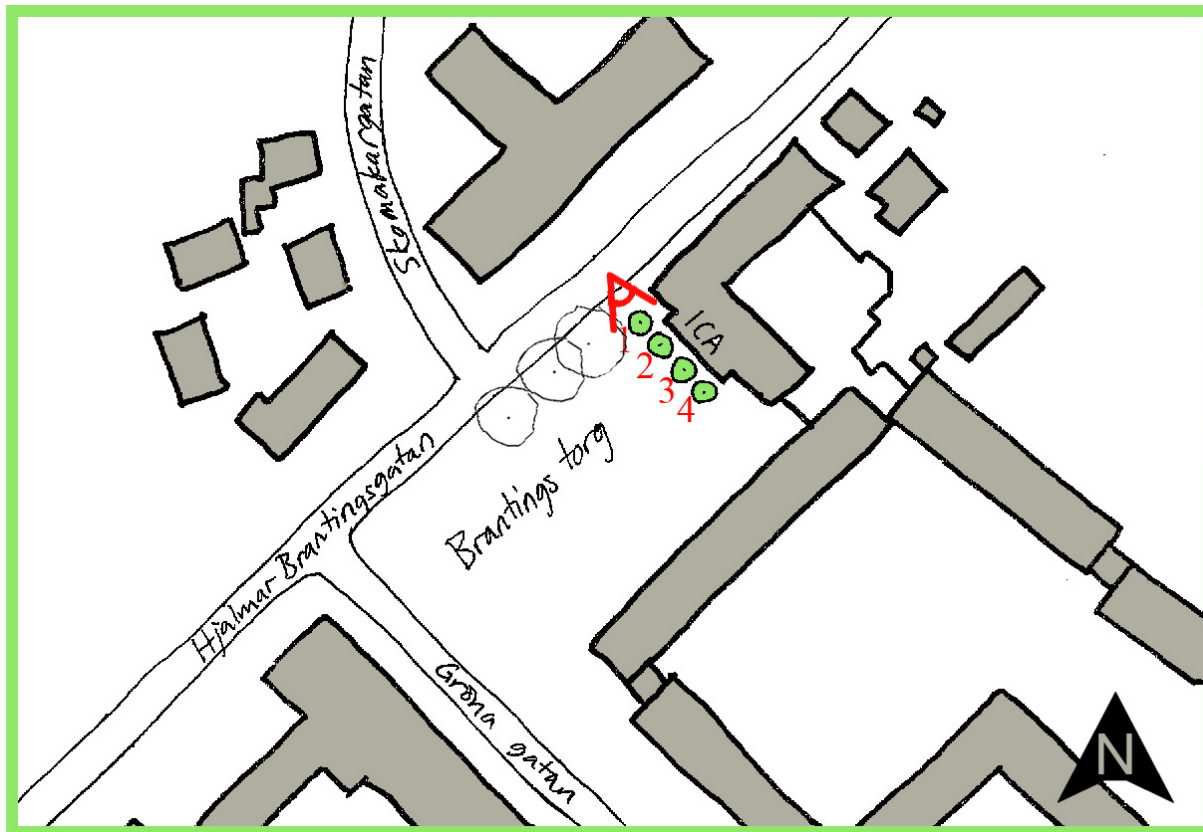 Skomakargatan
ICA
1
2
3
4
Brantings torg
Hjalmar Brantingsgatan
Gröna gatan
N